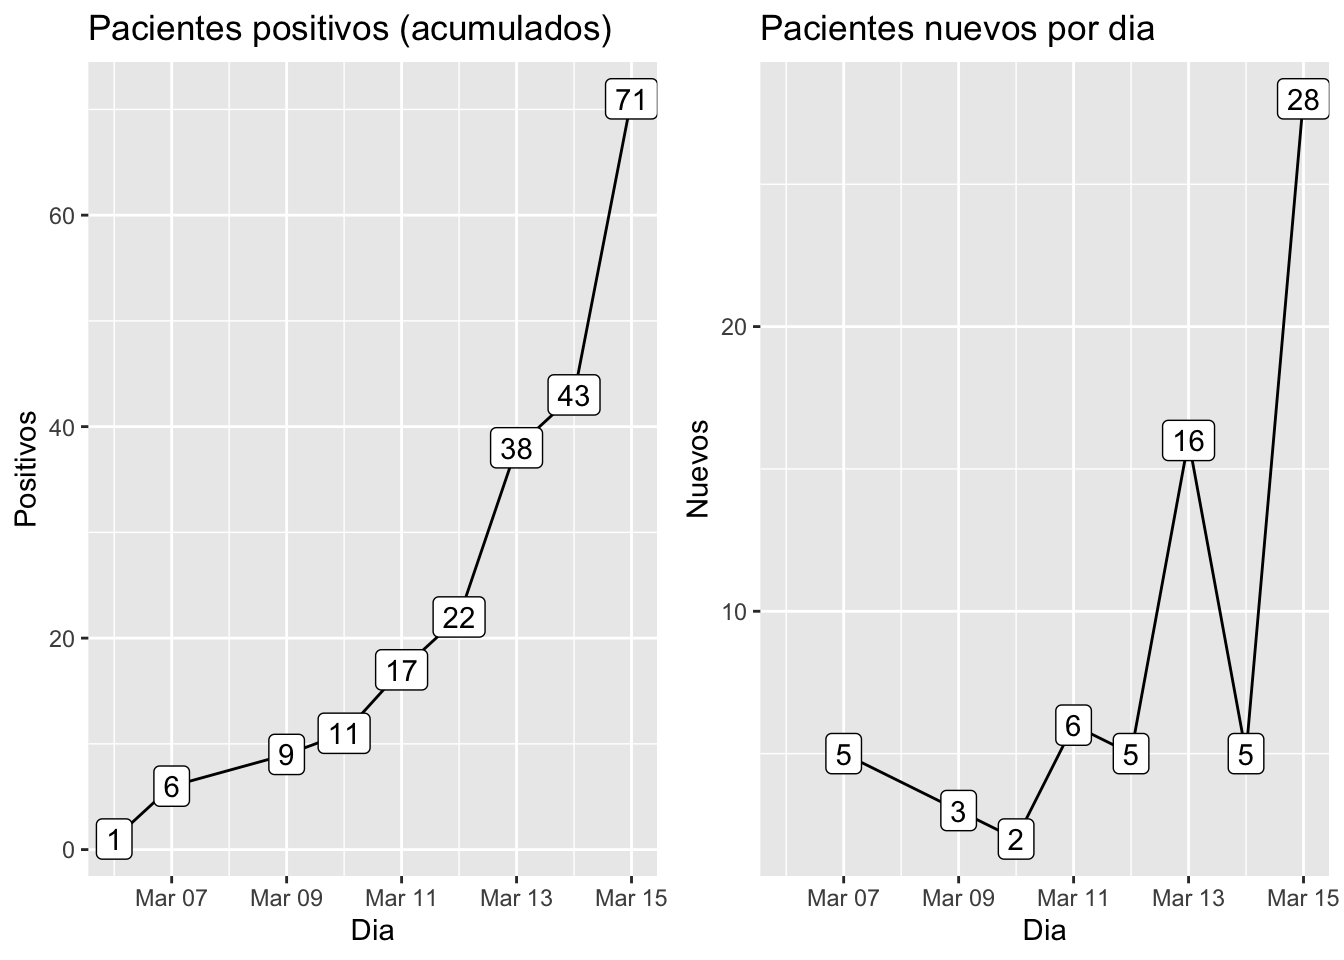 Pacientes positivos (acumulados)
Positivos
60
40
20
0
71
43
38
22
17
11
9
6
1
Mar 07 Mar 09 Mar 11 Mar 13 Mar 15
Dia
Pacientes nuevos por dia
Nuevos
20
10
28
16
6
5
5
5
3
2
Mar 07 Mar 09 Mar 11 Mar 13 Mar 15
Dia